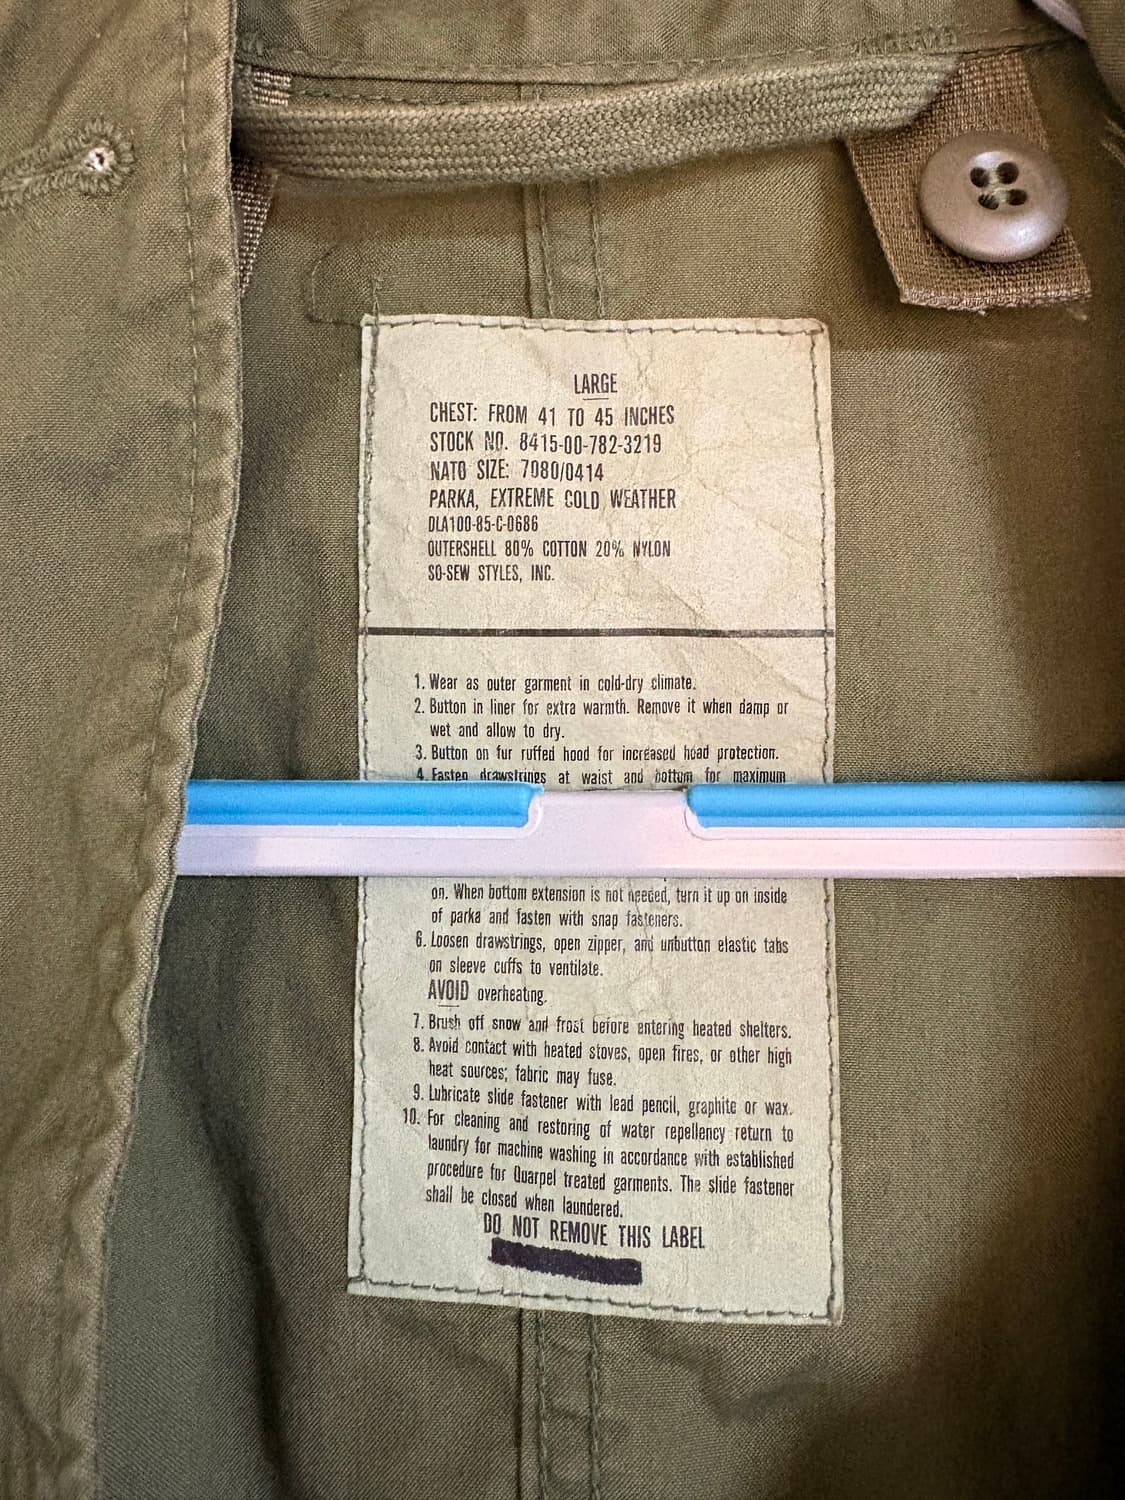 LARGE
CHEST: FROM 41 TO 45 INCHES
STOCK NO. 8415-00-782-3219
NATO SIZE: 7080/0414
PARKA, EXTREME COLD WEATHER
DLA100-85-C-0686
OUTERSHELL 80% COTTON 20% NYLON
SO-SEW STYLES, INC.
1. Wear as outer garment in cold-dry climate.
2. Button in liner for extra warmth. Remove it when damp or
wet and allow to dry.
3. Button on fur ruffed hood for increased head protection.
4. Fasten drawstrings at waist and bottom for maximum
on. When bottom extension is not needed, turn it up on inside
of parka and fasten with snap fasteners.
6. Loosen drawstrings, open zipper, and unbutton elastic tabs
on sleeve cuffs to ventilate.
AVOID overheating.
7. Brush off snow and frost before entering heated shelters.
8. Avoid contact with heated stoves, open fires, or other high
heat sources; fabric may fuse.
9. Lubricate slide fastener with lead pencil, graphite or wax.
10. For cleaning and restoring of water repellency return to
laundry for machine washing in accordance with established
procedure for Quarpel treated garments. The slide fastener
shall be closed when laundered.
DO NOT REMOVE THIS LABEL